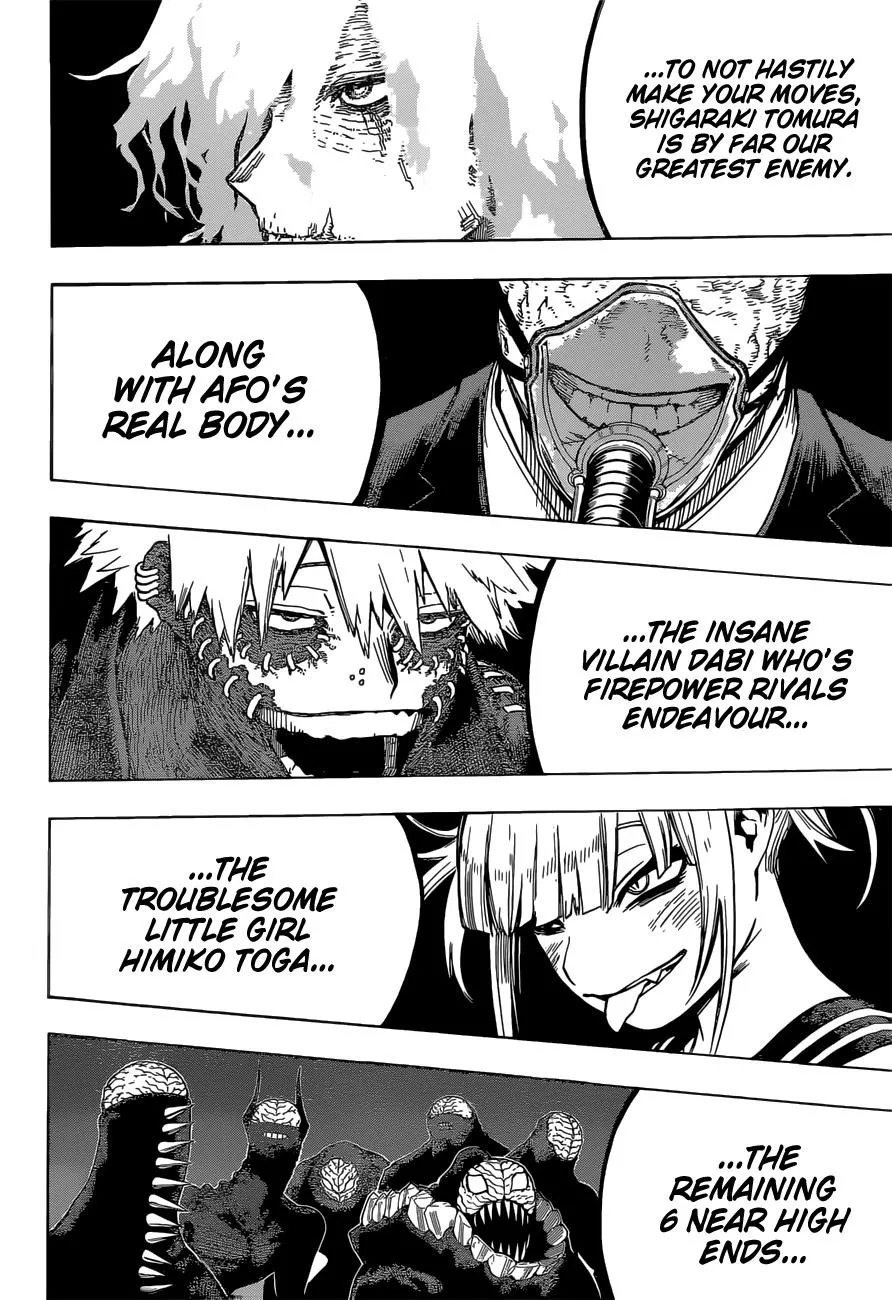 ...TO NOT HASTILY
MAKE YOUR MOVES,
SHIGARAKI TOMURA
IS BY FAR OUR
GREATEST ENEMY.
ALONG
WITH AFO'S
REAL BODY...
...THE INSANE
VILLAIN DABI WHO'S
FIREPOWER RIVALS
ENDEAVOUR...
...THE
TROUBLESOME
LITTLE GIRL
HIMIKO TOGA...
...THE
REMAINING
6 NEAR HIGH
ENDS...